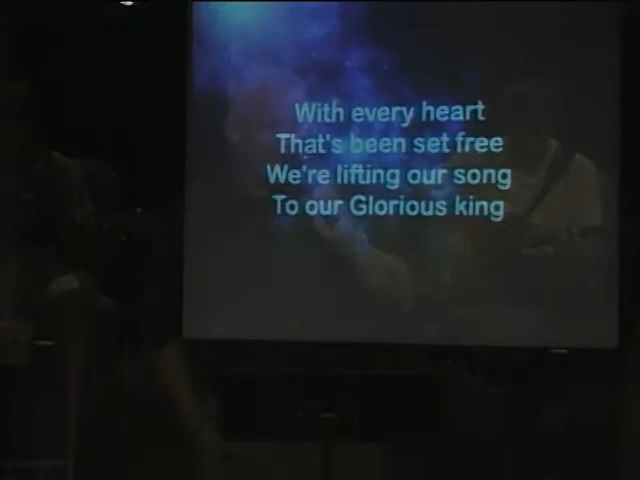 With every heart
That's been set free
We're lifting our song
To our Glorious king